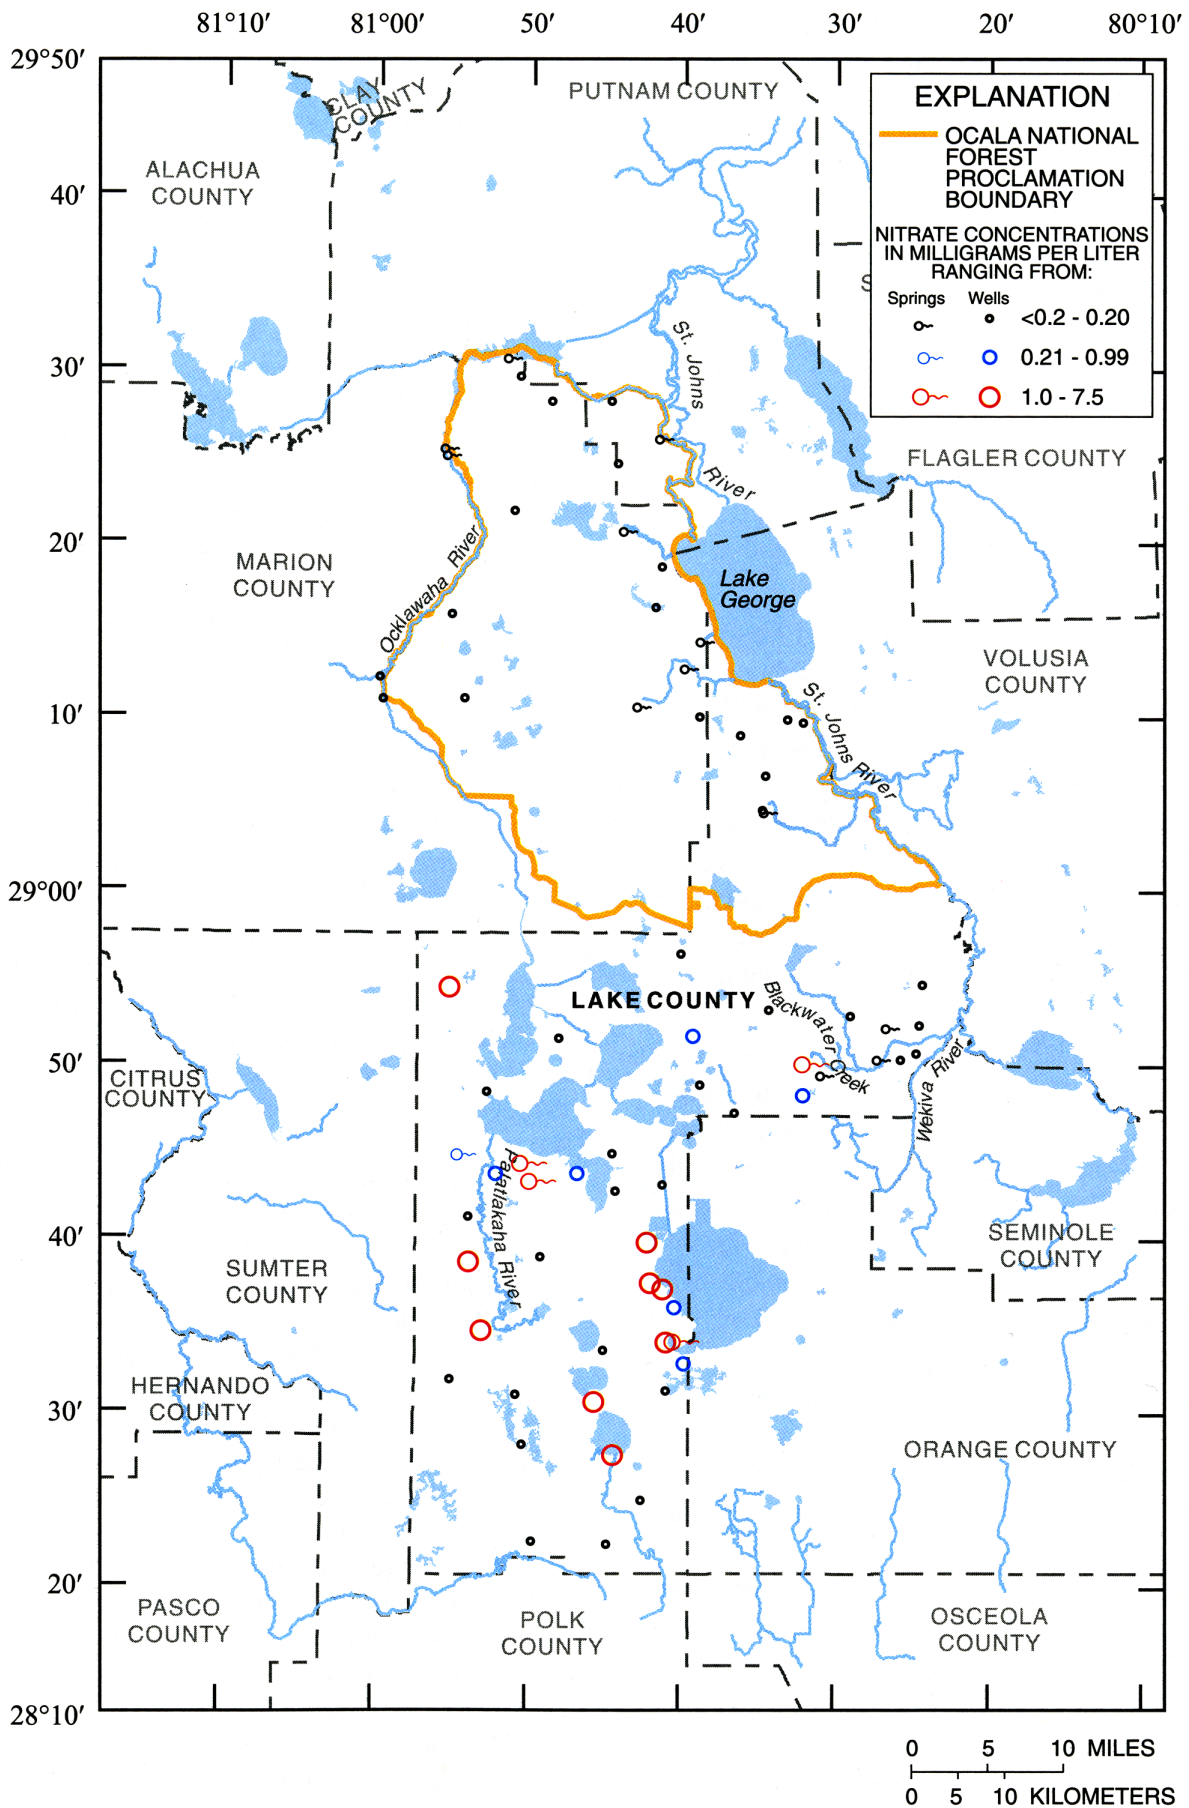 81°10′ 81°00′ 50′ 40′ 30′ 20′ 80°10′
29°50′
40′
30′
20′
10′
29°00′
50′
40′
30′
20′
28°10′
EXPLANATION
OCALA NATIONAL
FOREST
PROCLAMATION
BOUNDARY
NITRATE CONCENTRATIONS
IN MILLIGRAMS PER LITER
RANGING FROM:
Springs Wells
<0.2 - 0.20
0.21 - 0.99
1.0 - 7.5
CLAY
COUNTY
PUTNAM COUNTY
ALACHUA
COUNTY
S
St. Johns
River
FLAGLER COUNTY
MARION
COUNTY
Ocklawaha River
Lake
George
VOLUSIA
COUNTY
St. Johns River
LAKE COUNTY
Blackwater
Creek
Wekiva River
CITRUS
COUNTY
Palatlakaha River
SUMTER
COUNTY
SEMINOLE
COUNTY
HERNANDO
COUNTY
ORANGE COUNTY
PASCO
COUNTY
POLK
COUNTY
OSCEOLA
COUNTY
0 5 10 MILES
0 5 10 KILOMETERS